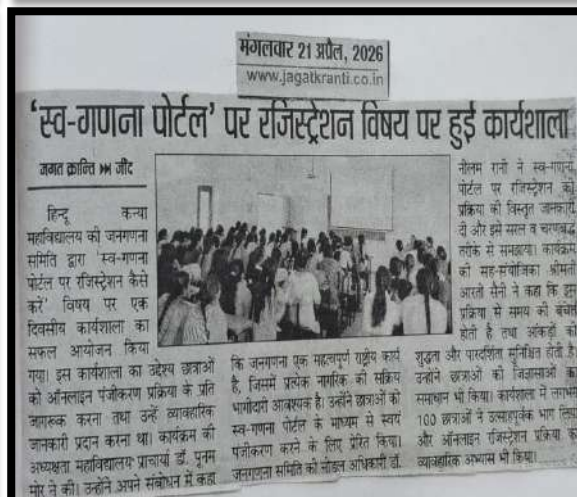 मंगलवार 21 अप्रैल, 2026
www.jagatkranti.co.in
'स्व-गणना पोर्टल' पर रजिस्ट्रेशन विषय पर हुई कार्यशाला
जगत क्रान्ति ▸▸ जींद
हिन्दू कन्या
महाविद्यालय की जनगणना
समिति द्वारा 'स्व-गणना
पोर्टल पर रजिस्ट्रेशन कैसे
करें' विषय पर एक
दिवसीय कार्यशाला का
सफल आयोजन किया
गया। इस कार्यशाला का उद्देश्य छात्राओं
को ऑनलाइन पंजीकरण प्रक्रिया के प्रति
जागरूक करना तथा उन्हें व्यावहारिक
जानकारी प्रदान करना था। कार्यक्रम की
अध्यक्षता महाविद्यालय प्राचार्या डॉ. पूनम
मोर ने की। उन्होंने अपने संबोधन में कहा
कि जनगणना एक महत्वपूर्ण राष्ट्रीय कार्य
है, जिसमें प्रत्येक नागरिक की सक्रिय
भागीदारी आवश्यक है। उन्होंने छात्राओं को
स्व-गणना पोर्टल के माध्यम से स्वयं
पंजीकरण करने के लिए प्रेरित किया।
जनगणना समिति की नोडल अधिकारी डॉ.
नीलम रानी ने स्व-गणना
पोर्टल पर रजिस्ट्रेशन की
प्रक्रिया की विस्तृत जानकारी
दी और इसे सरल व चरणबद्ध
तरीके से समझाया। कार्यक्रम
की सह-संयोजिका श्रीमती
आरती सैनी ने कहा कि इस
प्रक्रिया से समय की बचत
होती है तथा आंकड़ों की
शुद्धता और पारदर्शिता सुनिश्चित होती है
उन्होंने छात्राओं की जिज्ञासाओं का
समाधान भी किया। कार्यशाला में लगभग
100 छात्राओं ने उत्साहपूर्वक भाग लिया
और ऑनलाइन रजिस्ट्रेशन प्रक्रिया का
व्यावहारिक अभ्यास भी किया।